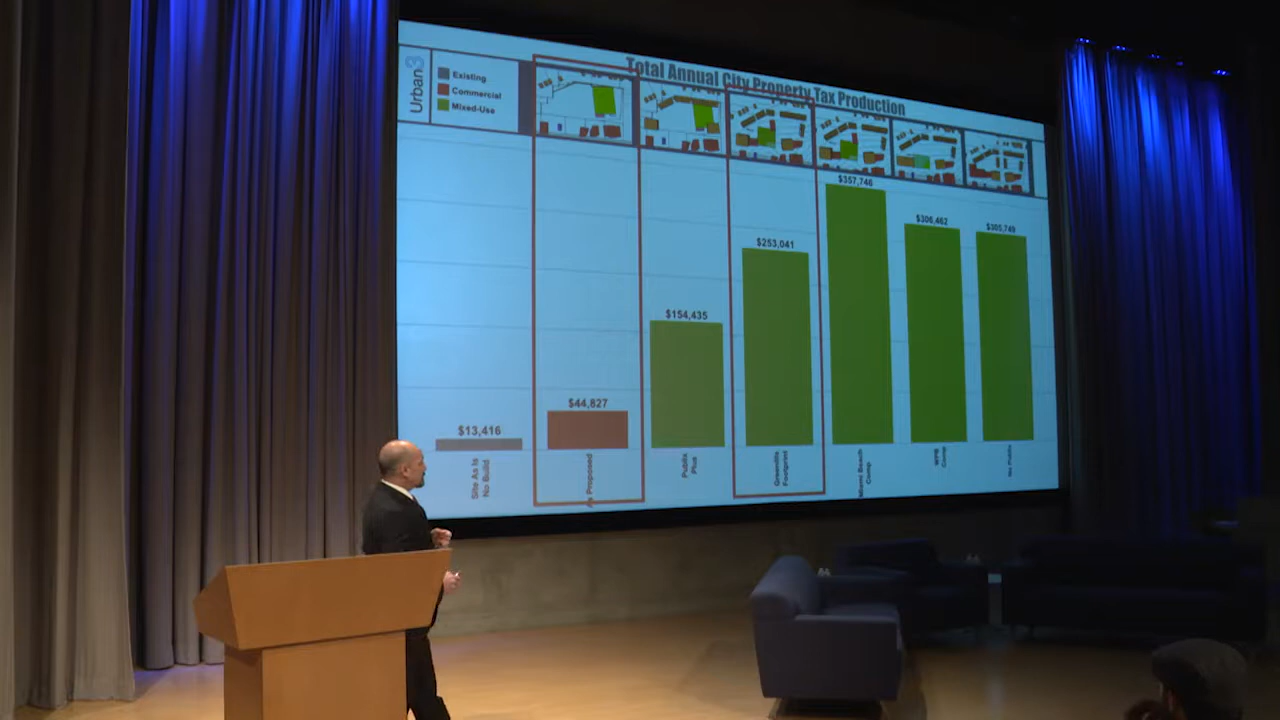 Total Annual City Property Tax Production
Urban3
Existing
Commercial
Mixed-Use
$13,416
$44,827
$154,435
$253,041
$357,746
$306,462
$305,749
Site As Is
No Build
As Proposed
Publix
Plus
Greenville
Footprint
Miami Beach
Comp
WPB
Comp
No Publix